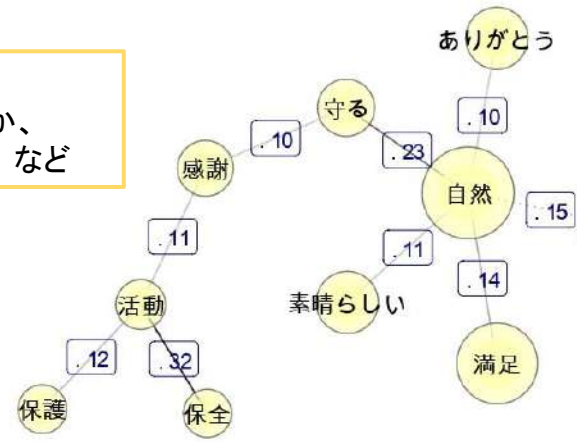 か、
など
ありがとう
守る
.10
.10
感謝
.23
自然
.15
.11
.11
.14
活動
素晴らしい
満足
.12
.32
保護
保全